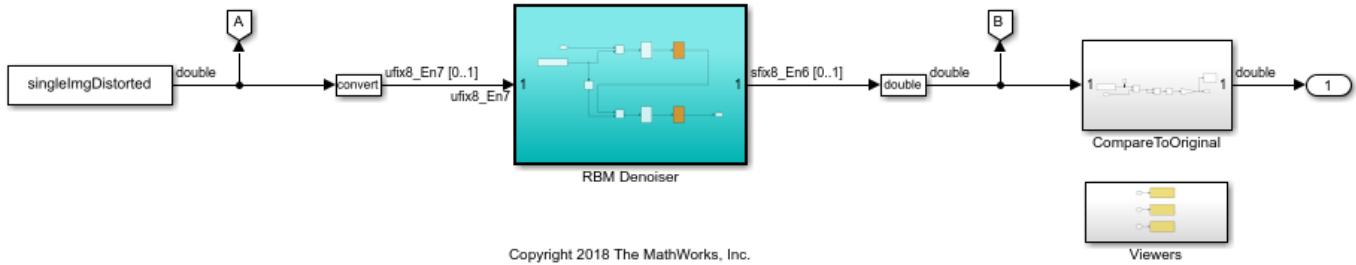 A
B
singleImgDistorted
double
convert
ufix8_En7 [0..1]
ufix8_En7
1
1
RBM Denoiser
sfix8_En6 [0..1]
double
double
1
1
CompareToOriginal
double
1
Viewers
Copyright 2018 The MathWorks, Inc.